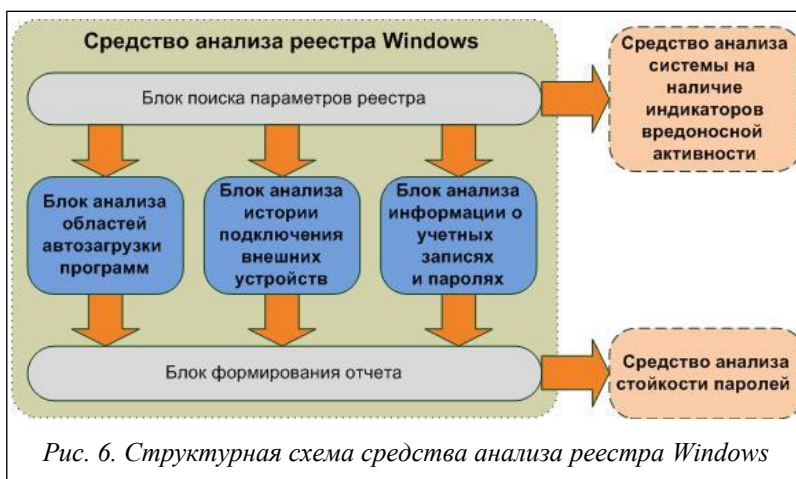 Средство анализа реестра Windows
Блок поиска параметров реестра
Средство анализа
системы на
наличие
индикаторов
вредоносной
активности
Блок анализа
областей
автозагрузки
программ
Блок анализа
истории
подключения
внешних
устройств
Блок анализа
информации о
учетных
записях
и паролях
Блок формирования отчета
Средство анализа
стойкости паролей
Рис. 6. Структурная схема средства анализа реестра Windows